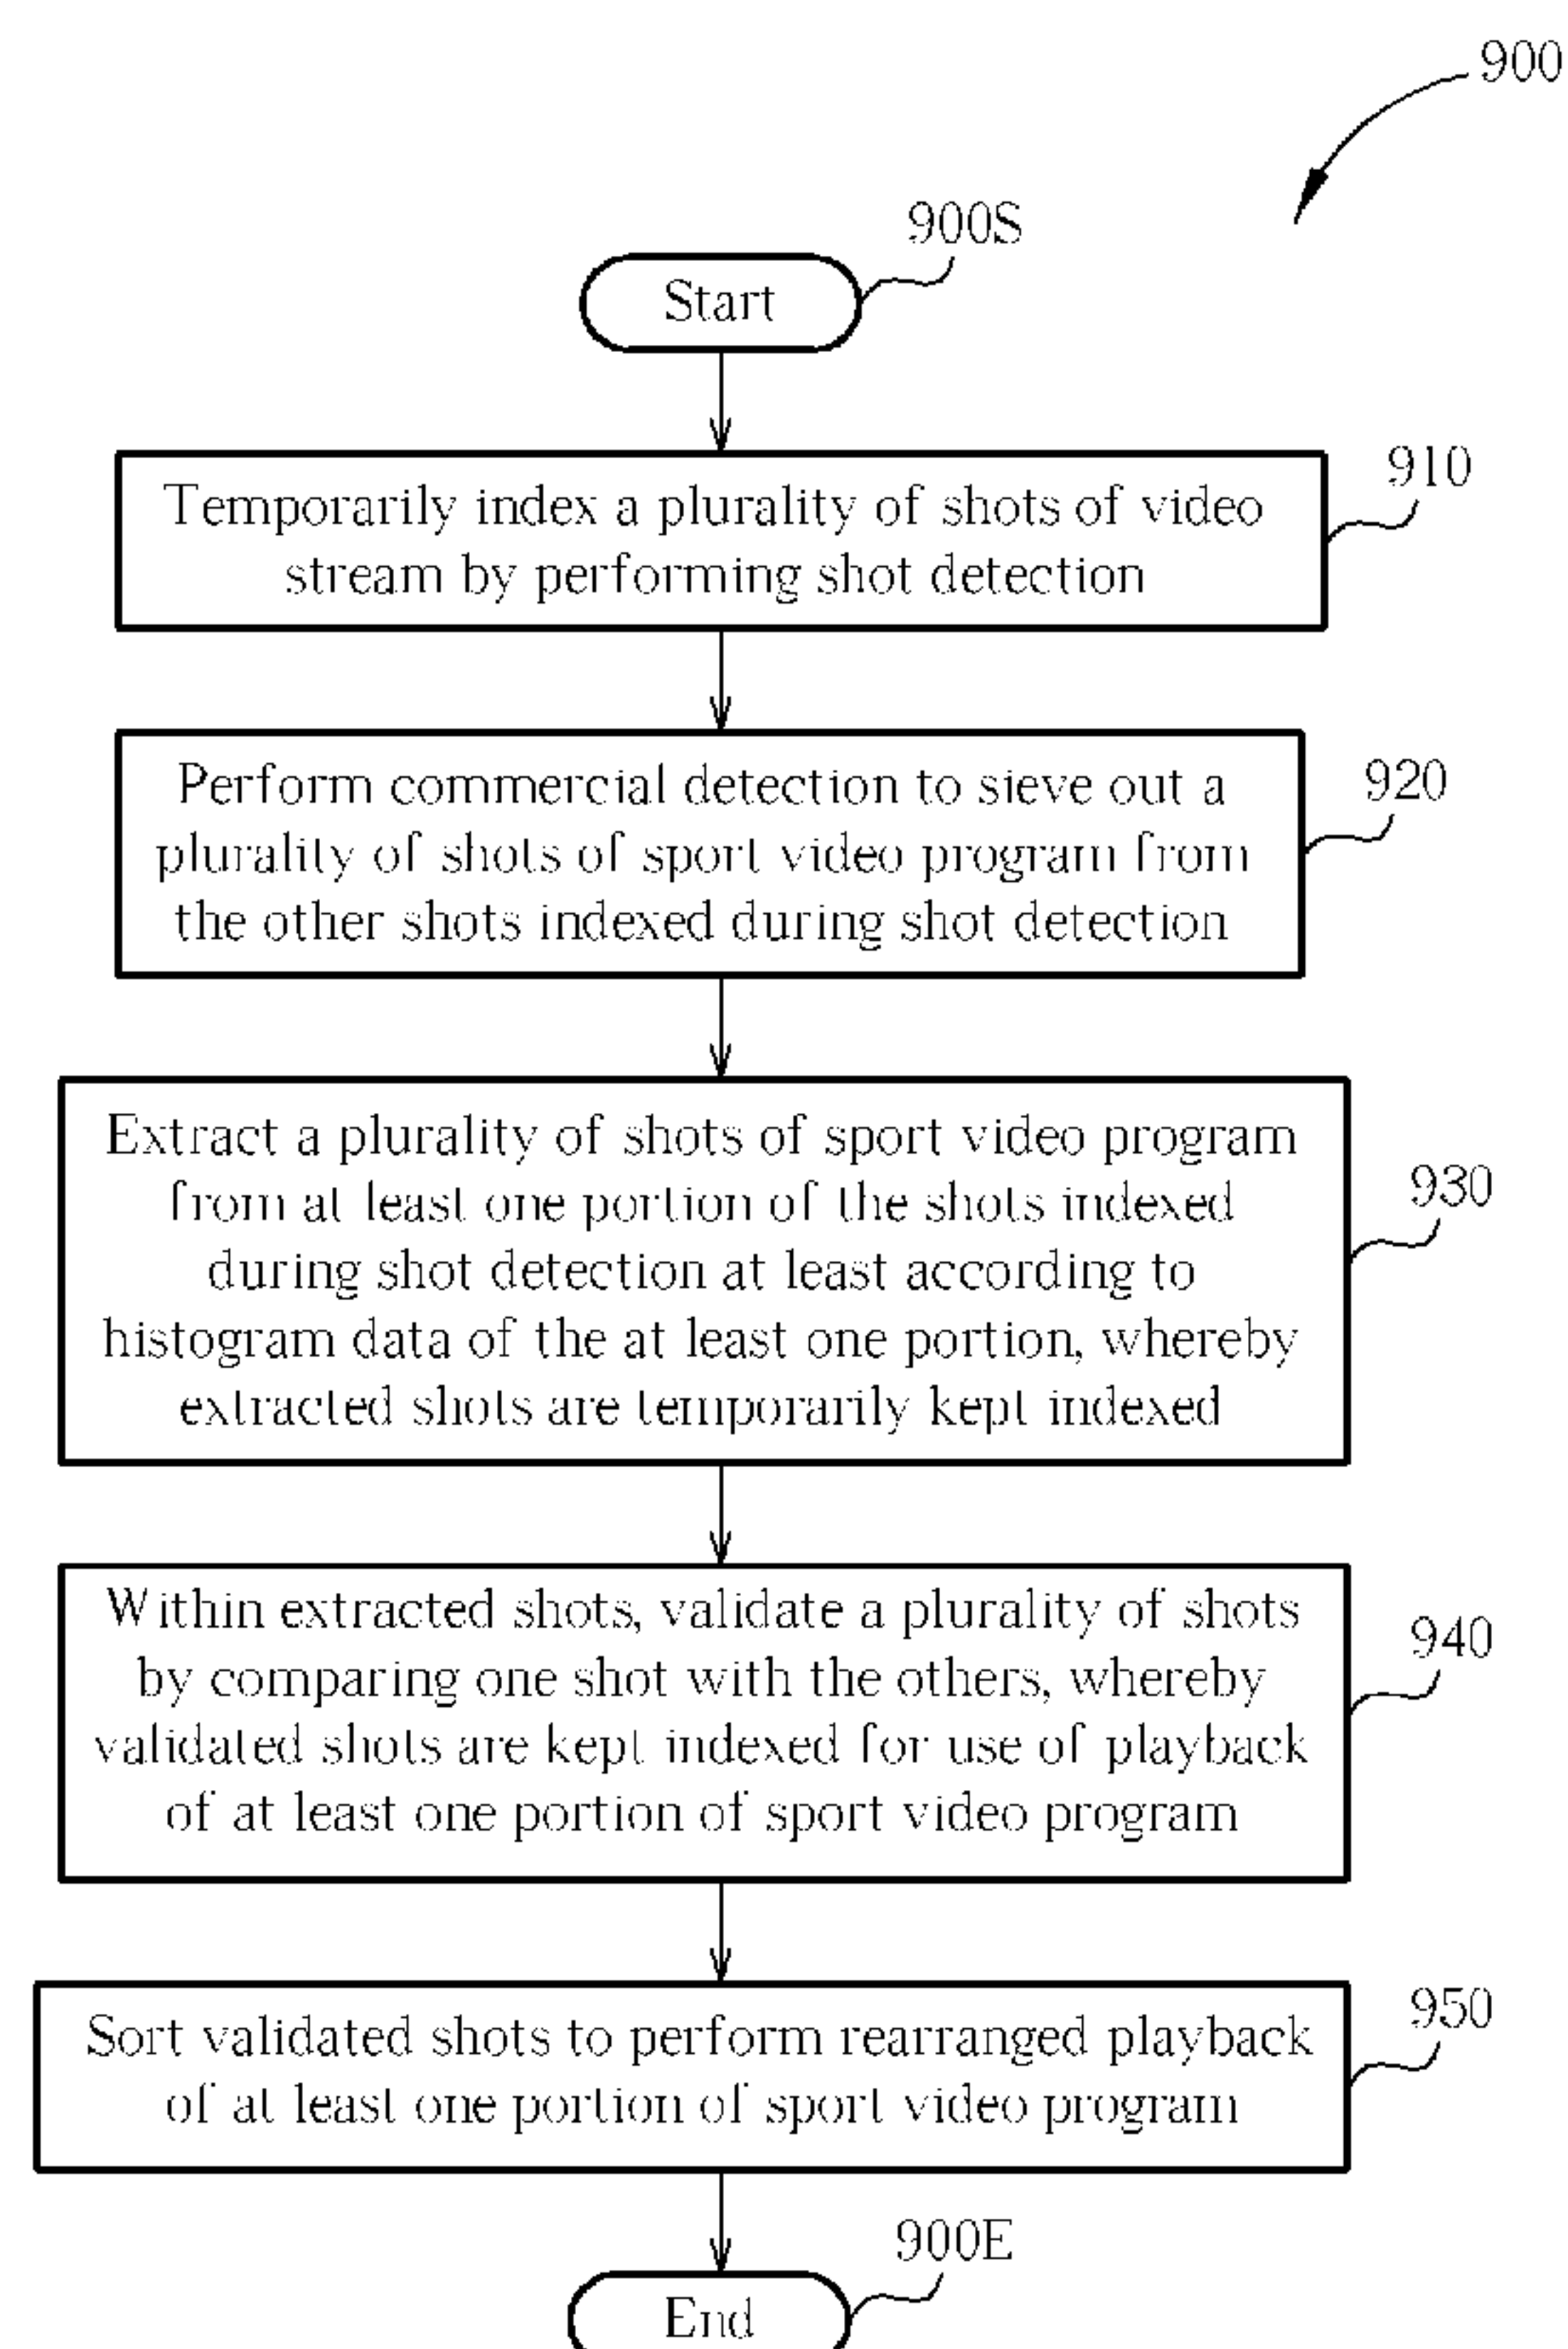 900
900S
Start
910
Temporarily index a plurality of shots of video
stream by performing shot detection
920
Perform commercial detection to sieve out a
plurality of shots of sport video program from
the other shots indexed during shot detection
930
Extract a plurality of shots of sport video program
from at least one portion of the shots indexed
during shot detection at least according to
histogram data of the at least one portion, whereby
extracted shots are temporarily kept indexed
940
Within extracted shots, validate a plurality of shots
by comparing one shot with the others, whereby
validated shots are kept indexed for use of playback
of at least one portion of sport video program
950
Sort validated shots to perform rearranged playback
of at least one portion of sport video program
900E
End